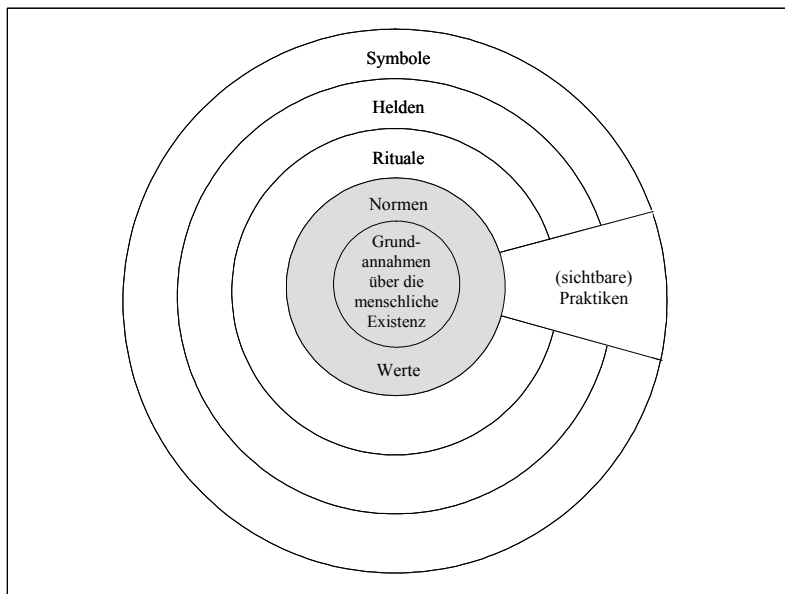 Symbole
Helden
Rituale
Normen
Grund-
annahmen
über die
menschliche
Existenz
(sichtbare)
Praktiken
Werte